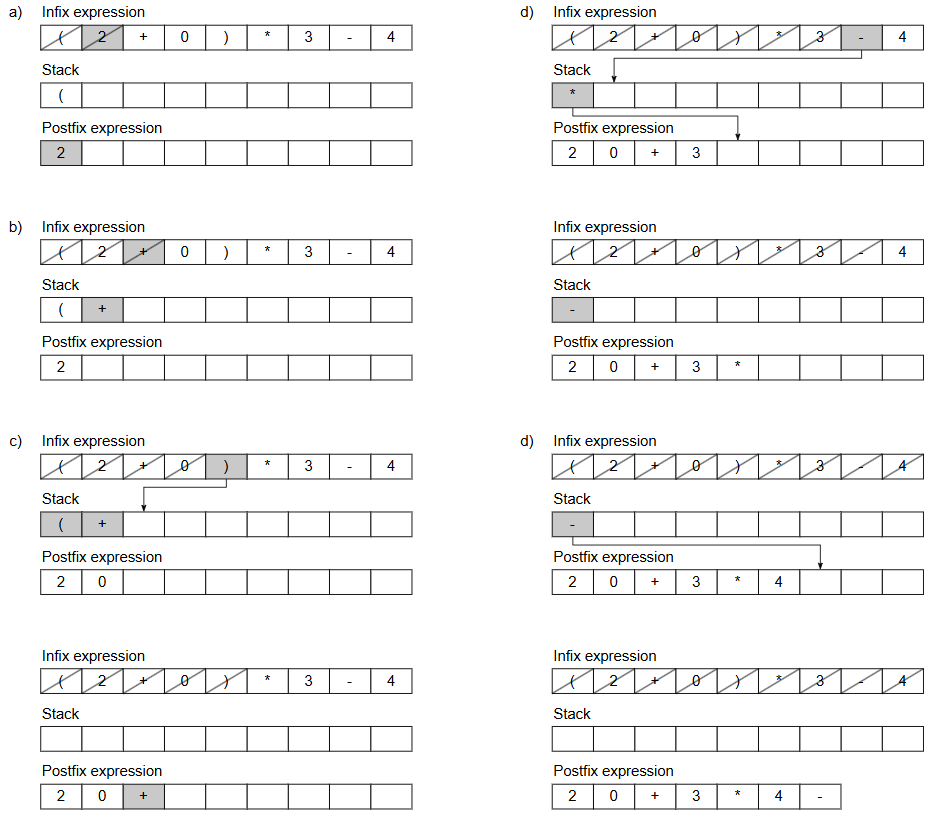 a) Infix expression
( 2 + 0 ) * 3 - 4
Stack
(
Postfix expression
2
b) Infix expression
( 2 + 0 ) * 3 - 4
Stack
( +
Postfix expression
2
c) Infix expression
( 2 + 0 ) * 3 - 4
Stack
( +
Postfix expression
2 0
Infix expression
( 2 + 0 ) * 3 - 4
Stack
Postfix expression
2 0 +
d) Infix expression
( 2 + 0 ) * 3 - 4
Stack
*
Postfix expression
2 0 + 3
Infix expression
( 2 + 0 ) * 3 - 4
Stack
-
Postfix expression
2 0 + 3 *
d) Infix expression
( 2 + 0 ) * 3 - 4
Stack
-
Postfix expression
2 0 + 3 * 4
Infix expression
( 2 + 0 ) * 3 - 4
Stack
Postfix expression
2 0 + 3 * 4 -